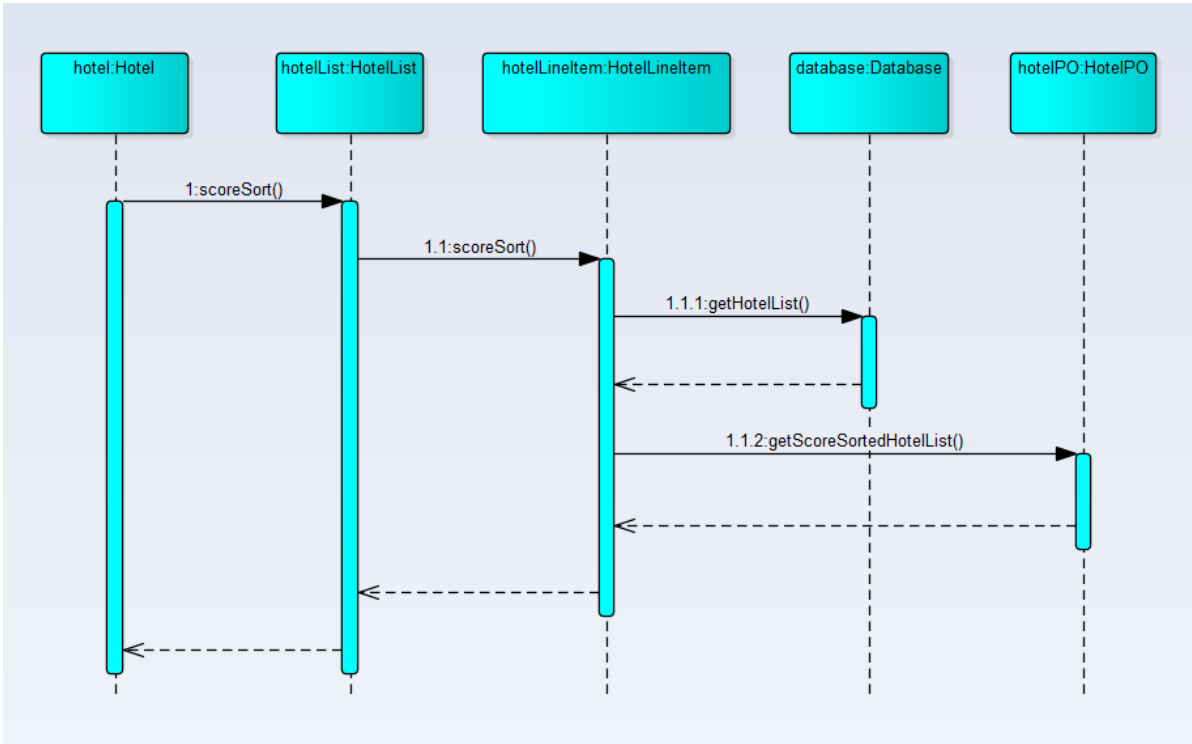 hotel:Hotel
hotelList:HotelList
hotelLineItem:HotelLineItem
database:Database
hotelPO:HotelPO
1:scoreSort()
1.1:scoreSort()
1.1.1:getHotelList()
1.1.2:getScoreSortedHotelList()